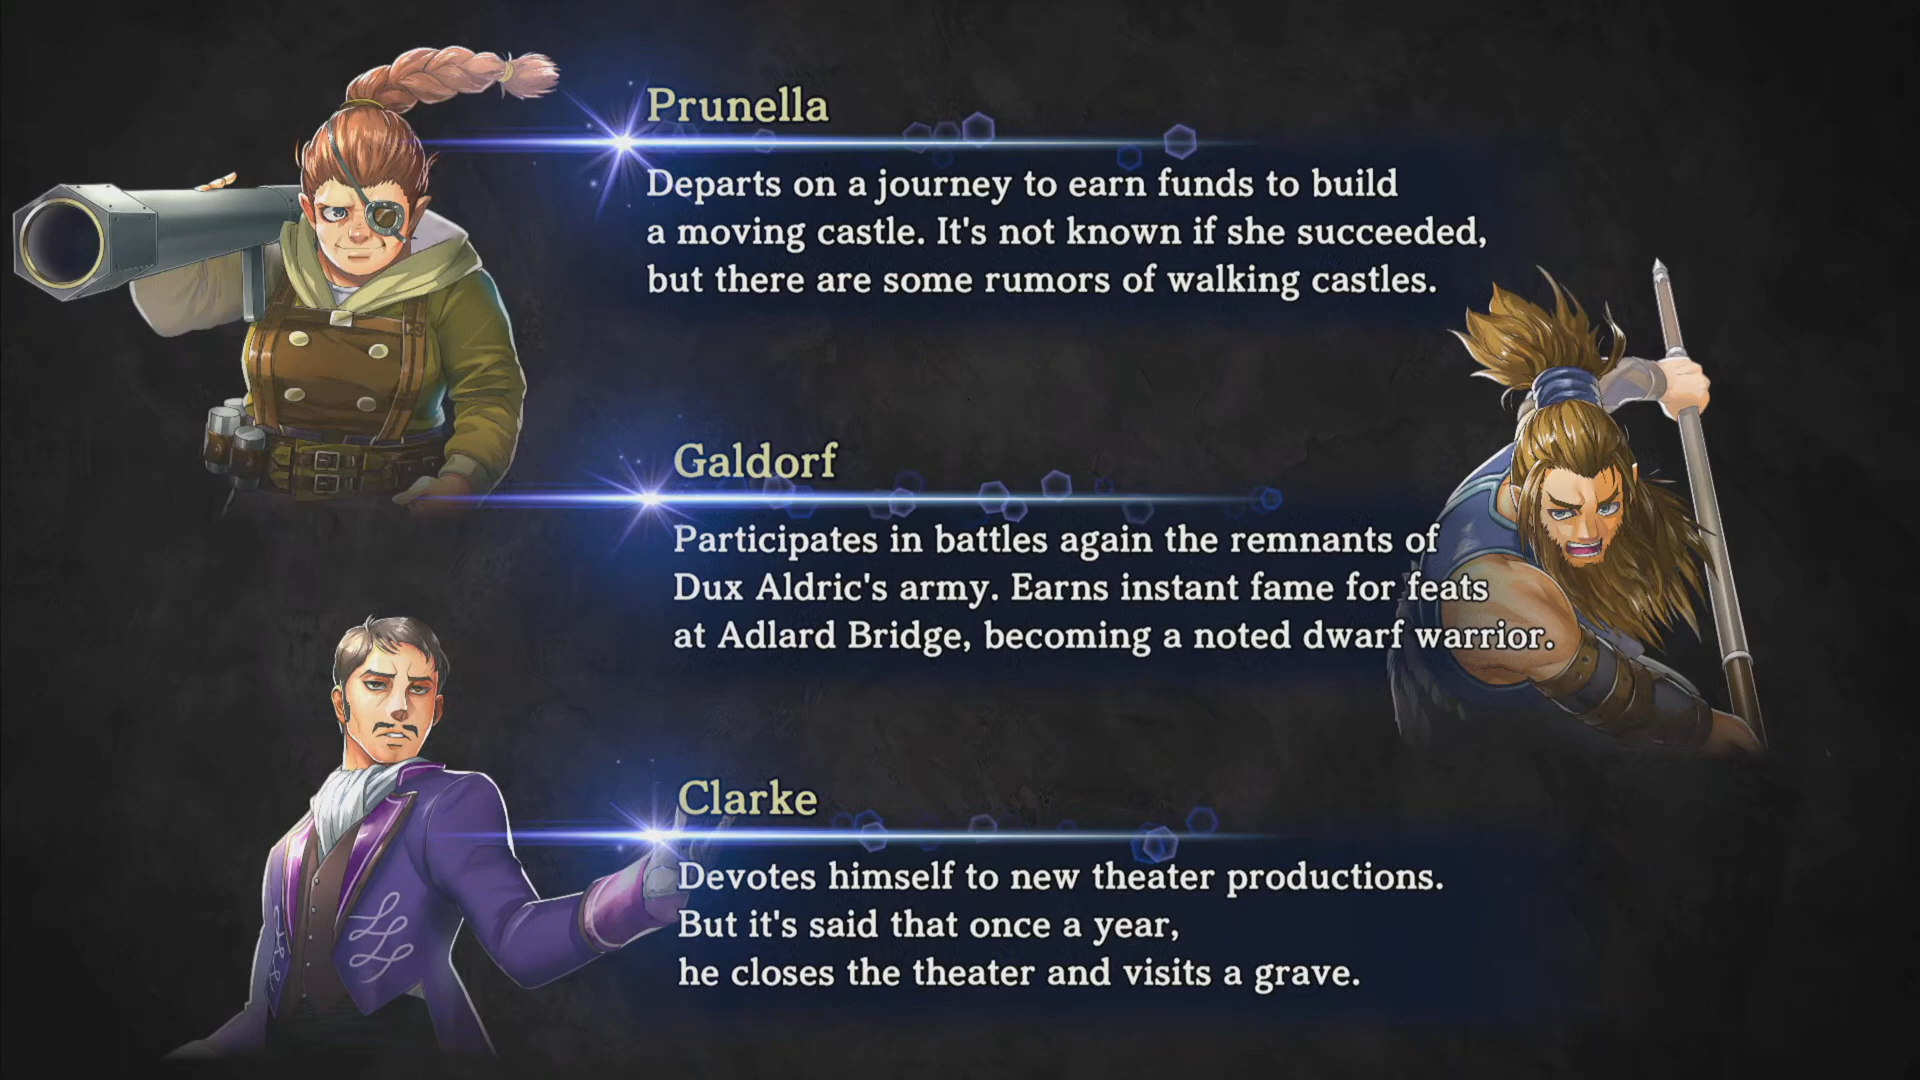 Prunella
Departs on a journey to earn funds to build
a moving castle. It's not known if she succeeded,
but there are some rumors of walking castles.
Galdorf
Participates in battles again the remnants of
Dux Aldric's army. Earns instant fame for feats
at Adlard Bridge, becoming a noted dwarf warrior.
Clarke
Devotes himself to new theater productions.
But it's said that once a year,
he closes the theater and visits a grave.